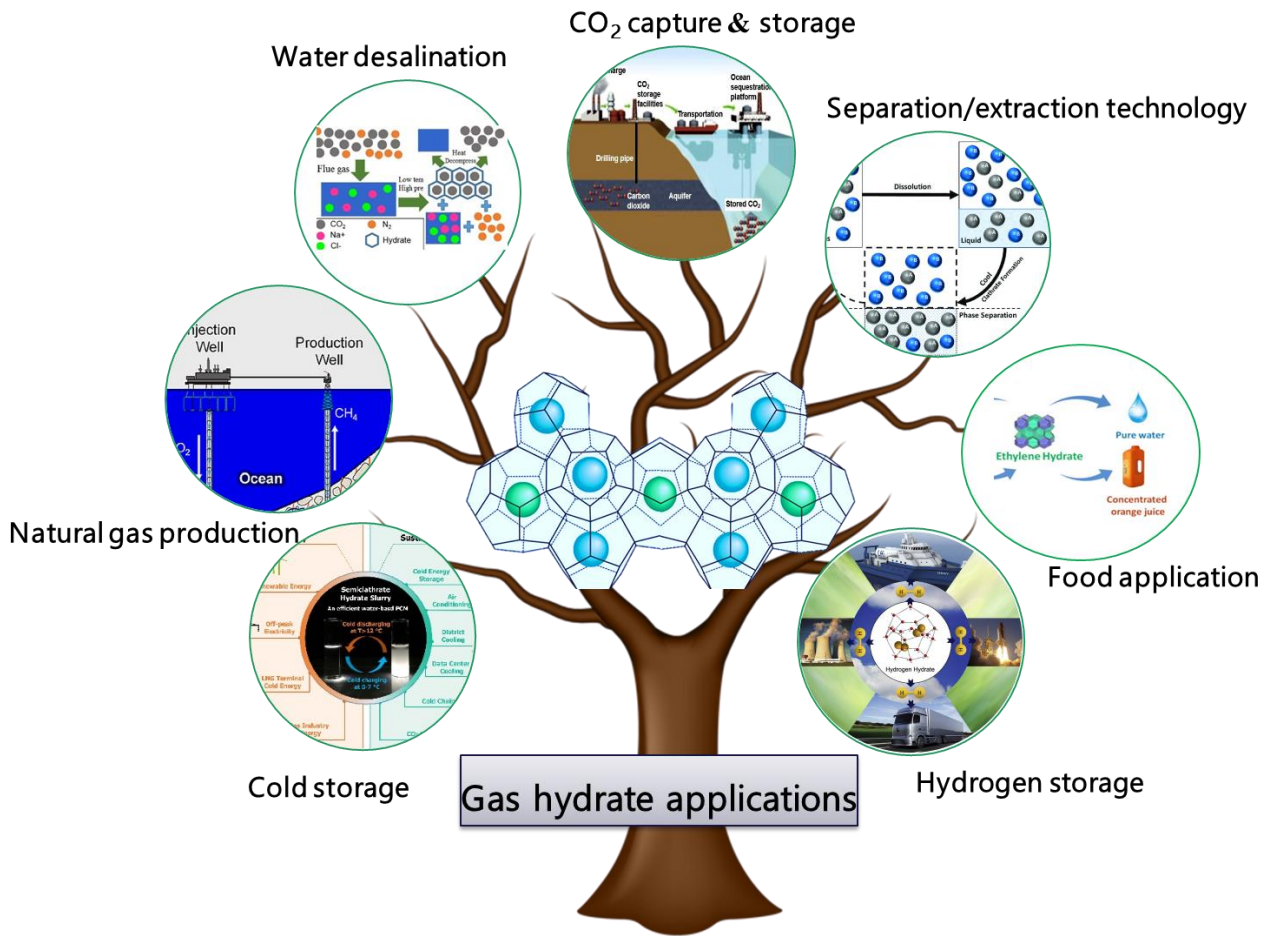 CO₂ capture & storage
Water desalination
Separation/extraction technology
CO₂
storage
facilities
Transportation
Ocean
sequestration
platform
Drilling pipe
Carbon
dioxide
Aquifer
Stored CO₂
Flue gas
Low tem
High pre
Heat
Decompress
CO₂
N₂
Na+
Cl-
Hydrate
Dissolution
Liquid
Cool
Clathrate Formation
Phase Separation
njection
Well
Production
Well
CH₄
O₂
Ocean
Natural gas production
Ethylene Hydrate
Pure water
Concentrated
orange juice
Food application
Semiclathrate
Hydrate Slurry
An efficient water-basd PCM
Cold discharging
Cold charging
Off-peak
Electricity
LNG Terminal
Cold Energy
Industry
Cold Energy
Storage
Air
Conditioning
District
Cooling
Data Center
Cooling
Cold Chain
Cold storage
H H
Hydrogen Hydrate
H H
Hydrogen storage
Gas hydrate applications